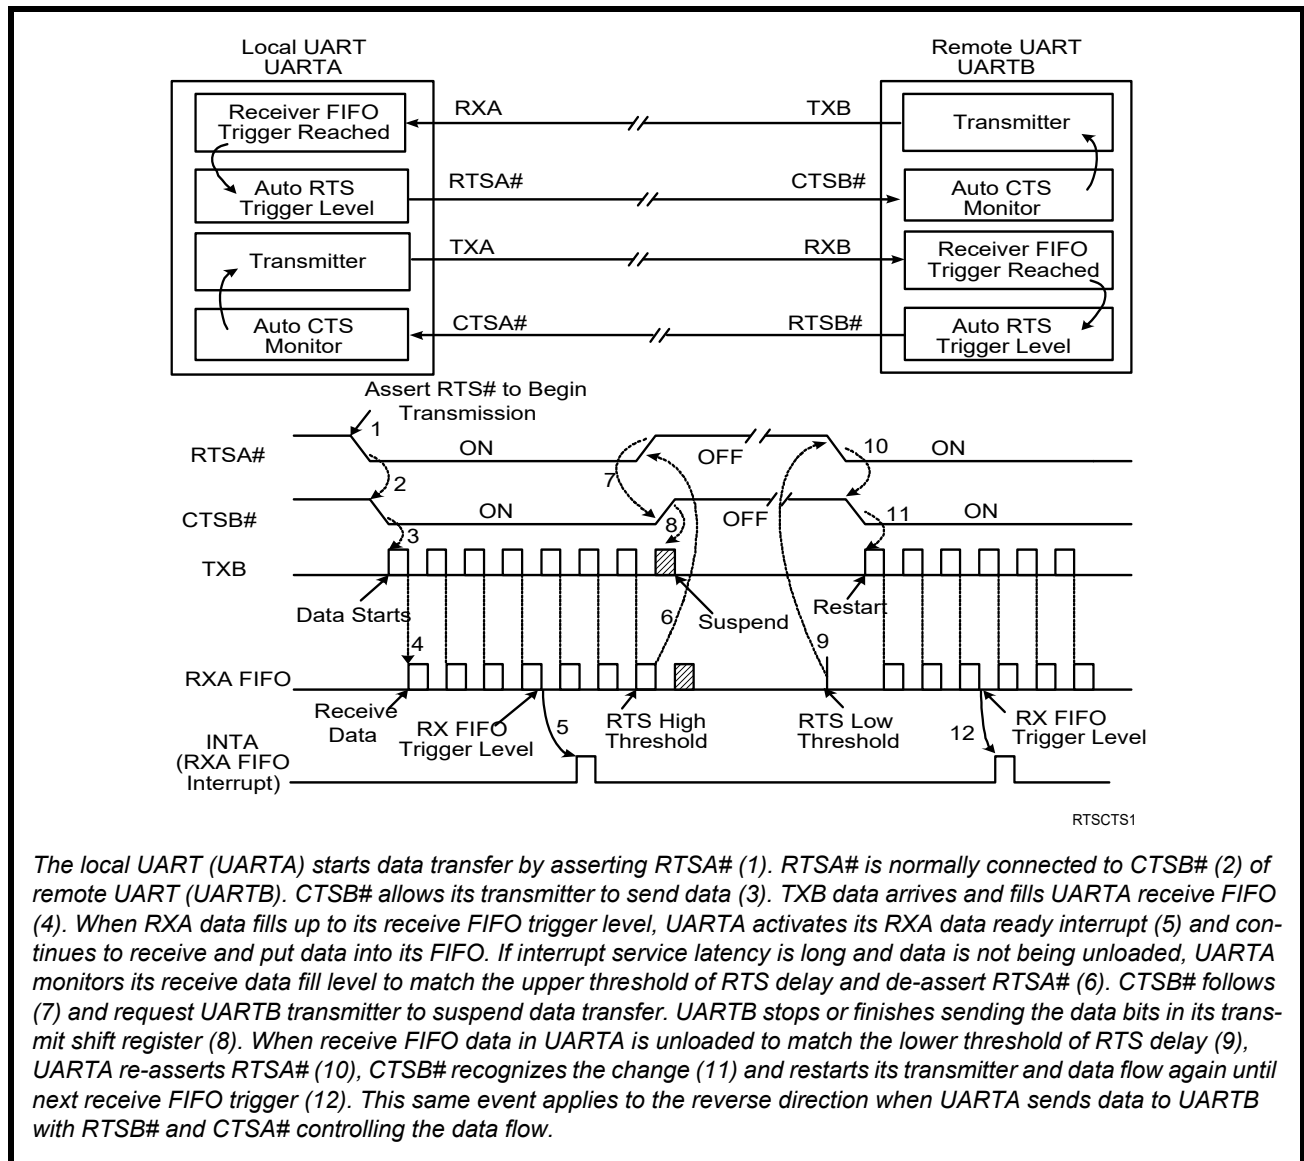 Local UART
UARTA
Remote UART
UARTB
Receiver FIFO
Trigger Reached
RXA
TXB
Transmitter
Auto RTS
Trigger Level
RTSA#
CTSB#
Auto CTS
Monitor
Transmitter
TXA
RXB
Receiver FIFO
Trigger Reached
Auto CTS
Monitor
CTSA#
RTSB#
Auto RTS
Trigger Level
Assert RTS# to Begin
Transmission
1
RTSA#
ON
7
OFF
10
ON
2
CTSB#
ON
8
OFF
11
ON
3
TXB
Data Starts
6
Suspend
Restart
4
9
RXA FIFO
Receive
Data
RX FIFO
Trigger Level
5
RTS High
Threshold
RTS Low
Threshold
12
RX FIFO
Trigger Level
INTA
(RXA FIFO
Interrupt)
RTSCTS1
The local UART (UARTA) starts data transfer by asserting RTSA# (1). RTSA# is normally connected to CTSB# (2) of
remote UART (UARTB). CTSB# allows its transmitter to send data (3). TXB data arrives and fills UARTA receive FIFO
(4). When RXA data fills up to its receive FIFO trigger level, UARTA activates its RXA data ready interrupt (5) and con-
tinues to receive and put data into its FIFO. If interrupt service latency is long and data is not being unloaded, UARTA
monitors its receive data fill level to match the upper threshold of RTS delay and de-assert RTSA# (6). CTSB# follows
(7) and request UARTB transmitter to suspend data transfer. UARTB stops or finishes sending the data bits in its trans-
mit shift register (8). When receive FIFO data in UARTA is unloaded to match the lower threshold of RTS delay (9),
UARTA re-asserts RTSA# (10), CTSB# recognizes the change (11) and restarts its transmitter and data flow again until
next receive FIFO trigger (12). This same event applies to the reverse direction when UARTA sends data to UARTB
with RTSB# and CTSA# controlling the data flow.